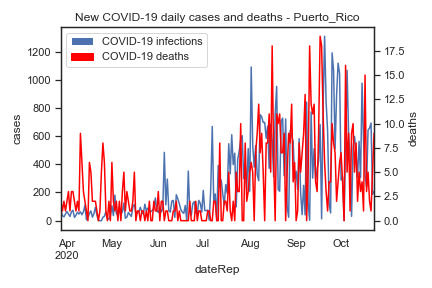 New COVID-19 daily cases and deaths - Puerto_Rico
COVID-19 infections
COVID-19 deaths
cases
1200
1000
800
600
400
200
0
17.5
15.0
12.5
10.0
7.5
5.0
2.5
0.0
deaths
Apr May Jun Jul Aug Sep Oct
2020
dateRep